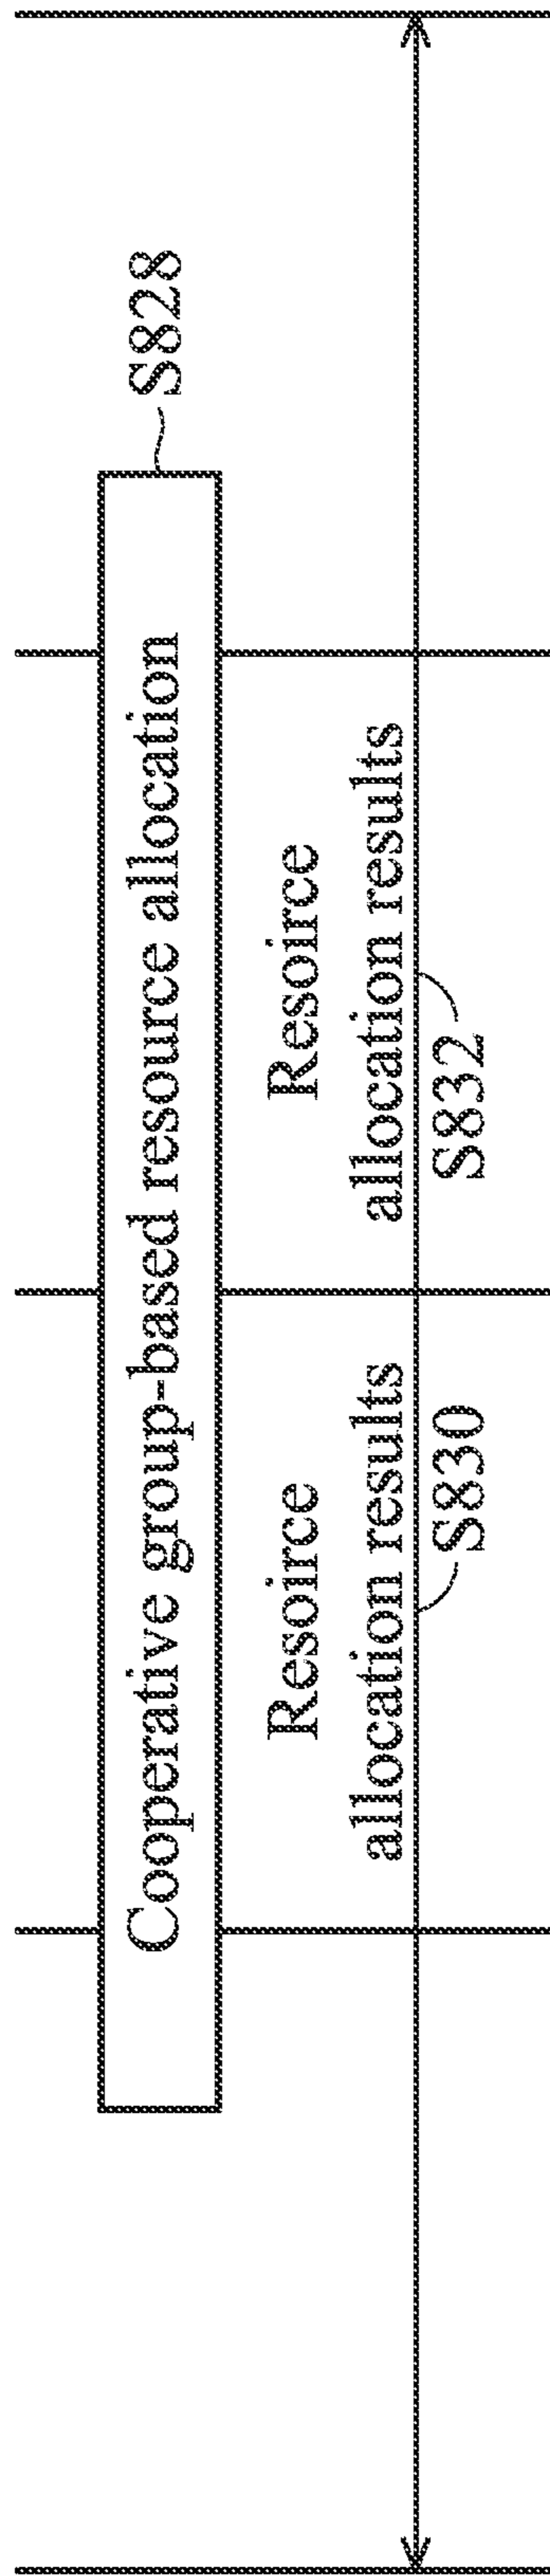 Cooperative group-based resource allocation
S828
Resoirce
allocation results
S830
Resoirce
allocation results
S832